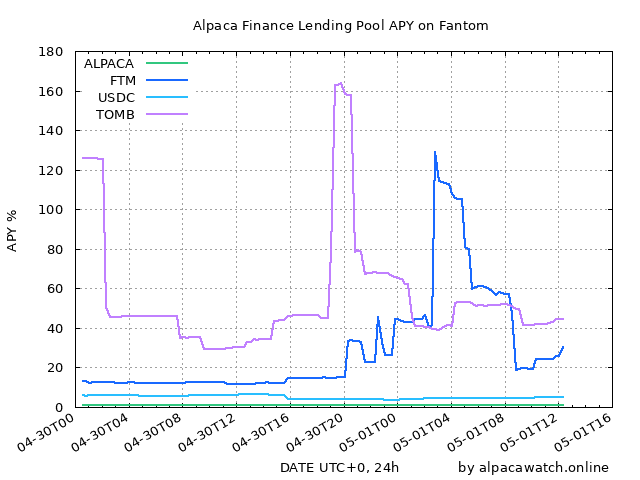 Alpaca Finance Lending Pool APY on Fantom
ALPACA
FTM
USDC
TOMB
APY %
180
160
140
120
100
80
60
40
20
0
04-30T00
04-30T04
04-30T08
04-30T12
04-30T16
04-30T20
05-01T00
05-01T04
05-01T08
05-01T12
05-01T16
DATE UTC+0, 24h
by alpacawatch.online